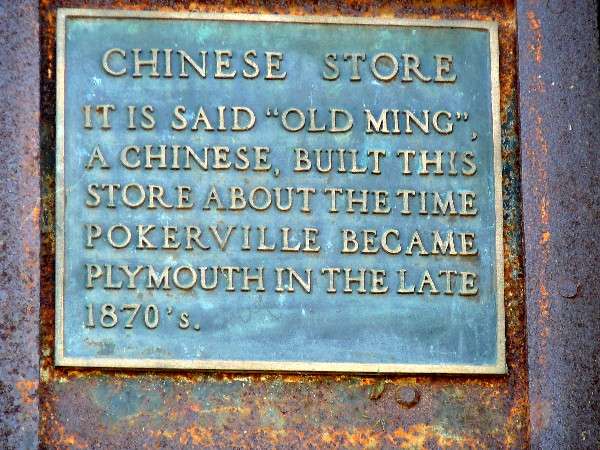 CHINESE STORE
IT IS SAID "OLD MING",
A CHINESE, BUILT THIS
STORE ABOUT THE TIME
POKERVILLE BECAME
PLYMOUTH IN THE LATE
1870's.